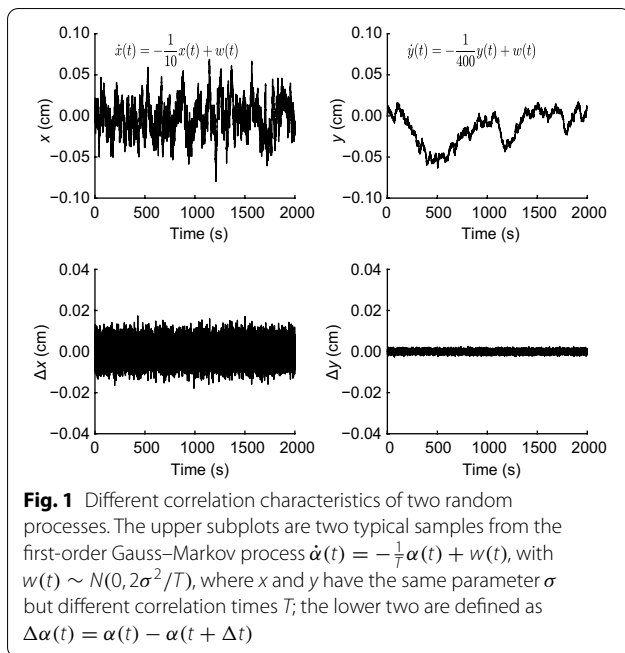 ẋ(t) = −1/10 x(t) + w(t)
x (cm)
0.10
0.05
0.00
−0.05
−0.10
0 500 1000 1500 2000
Time (s)
ẏ(t) = −1/400 y(t) + w(t)
y (cm)
0.10
0.05
0.00
−0.05
−0.10
0 500 1000 1500 2000
Time (s)
Δx (cm)
0.04
0.02
0.00
−0.02
−0.04
0 500 1000 1500 2000
Time (s)
Δy (cm)
0.04
0.02
0.00
−0.02
−0.04
0 500 1000 1500 2000
Time (s)
Fig. 1 Different correlation characteristics of two random
processes. The upper subplots are two typical samples from the
first-order Gauss–Markov process α̇(t) = −1/T α(t) + w(t), with
w(t) ∼ N(0, 2σ²/T), where x and y have the same parameter σ
but different correlation times T; the lower two are defined as
Δα(t) = α(t) − α(t + Δt)